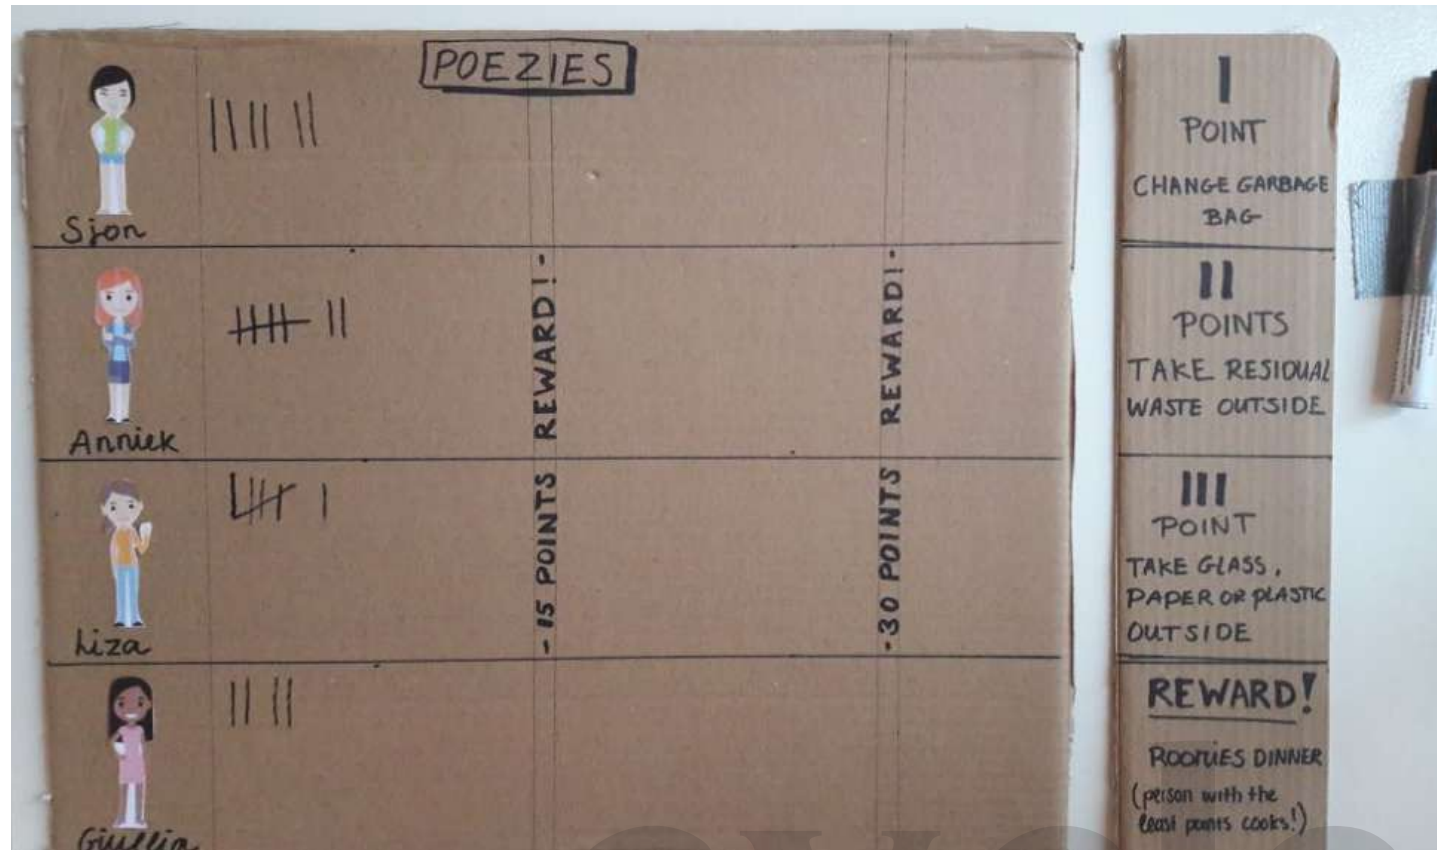 POEZIES
Sjon
Anniek
Liza
Giullia
- 15 POINTS REWARD! -
- 30 POINTS REWARD! -
I
POINT
CHANGE GARBAGE
BAG
II
POINTS
TAKE RESIDUAL
WASTE OUTSIDE
III
POINT
TAKE GLASS,
PAPER OR PLASTIC
OUTSIDE
REWARD!
ROOMIES DINNER
(person with the
least points cooks!)